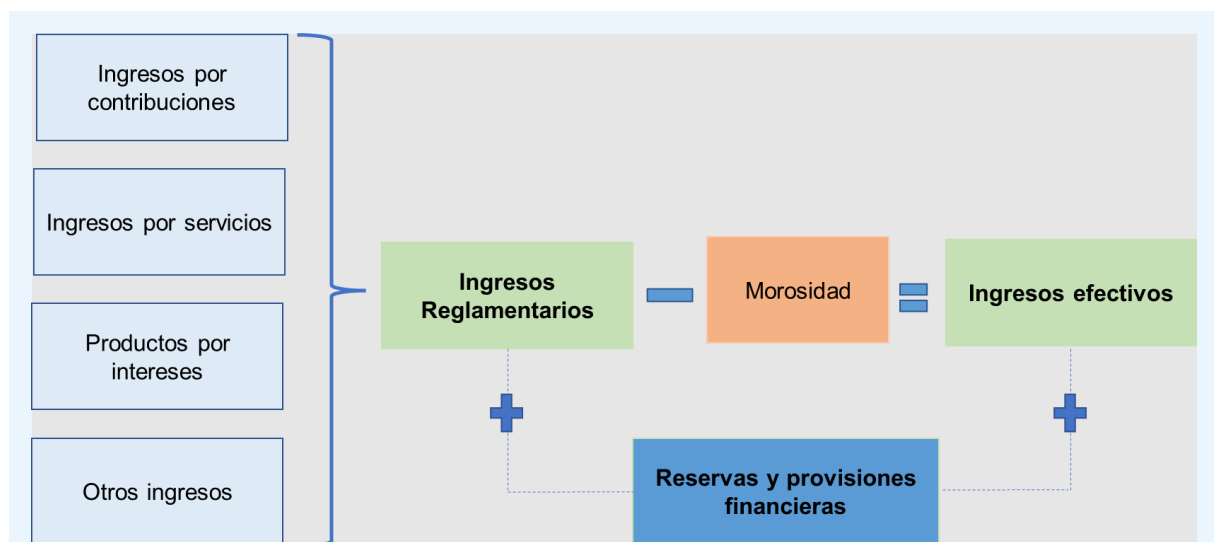 Ingresos por
contribuciones
Ingresos por servicios
Productos por
intereses
Otros ingresos
Ingresos
Reglamentarios
Morosidad
Ingresos efectivos
Reservas y provisiones
financieras